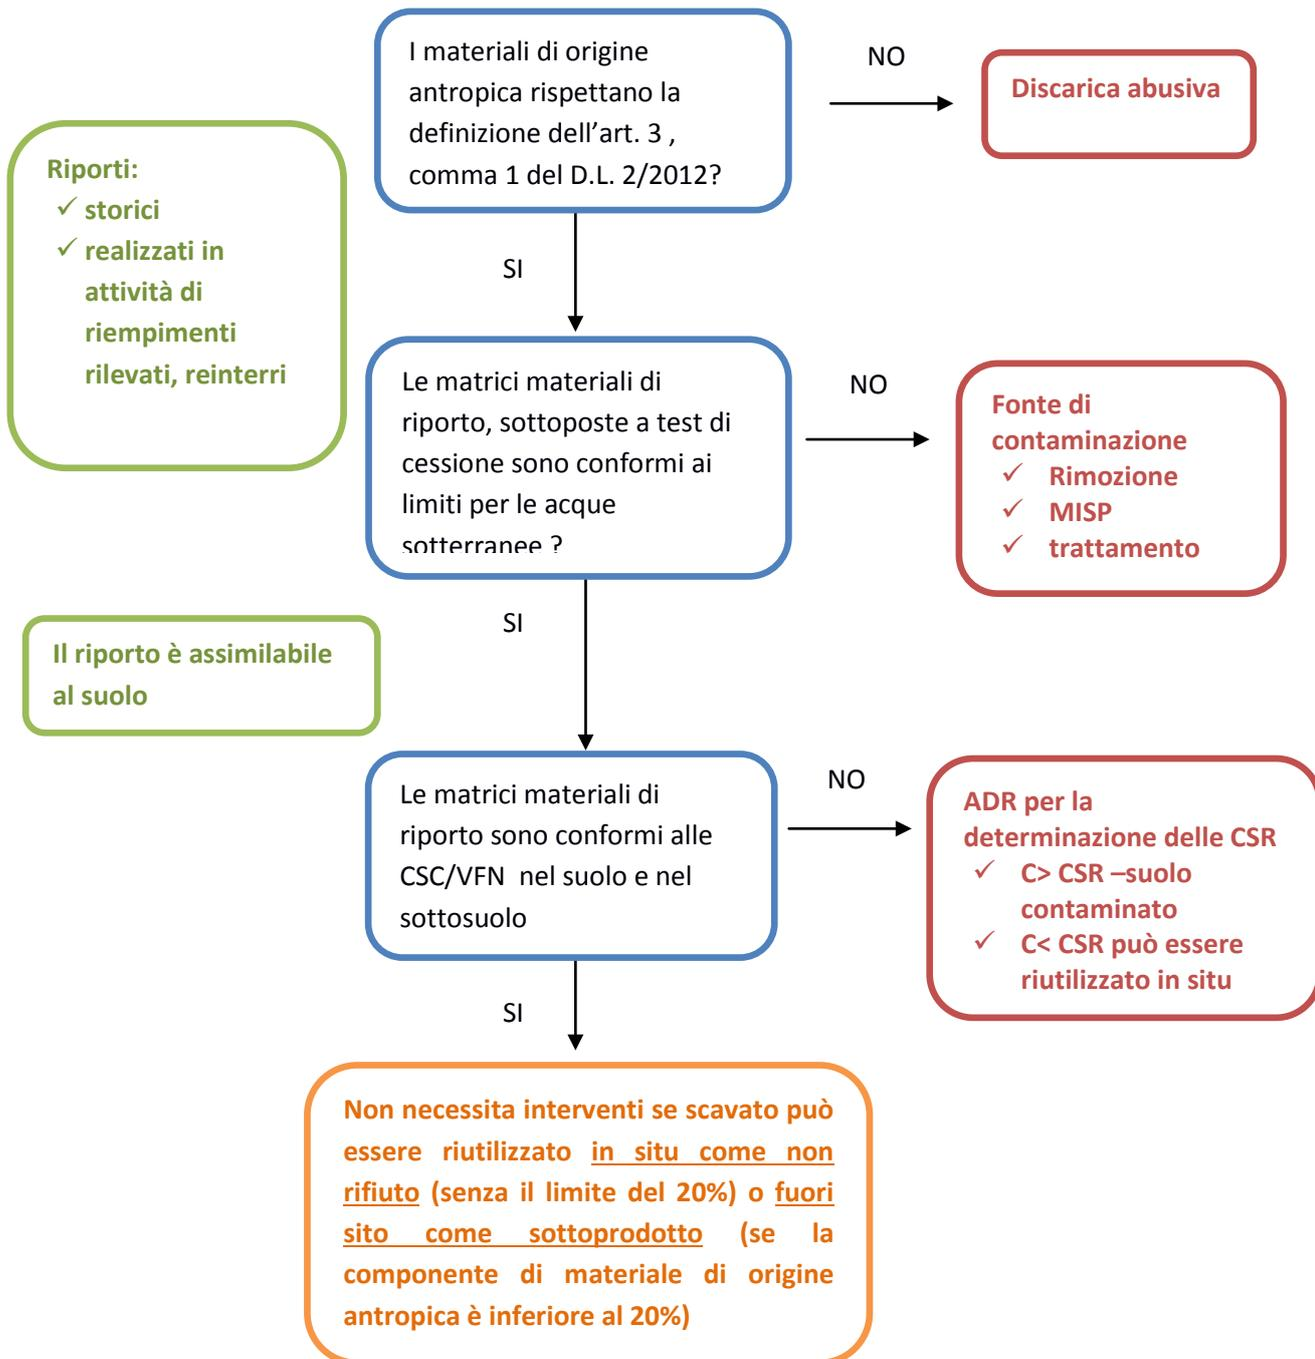 I materiali di origine
antropica rispettano la
definizione dell'art. 3 ,
comma 1 del D.L. 2/2012?
NO
Discarica abusiva
Riporti:
✓ storici
✓ realizzati in
attività di
riempimenti
rilevati, reinterri
SI
Le matrici materiali di
riporto, sottoposte a test di
cessione sono conformi ai
limiti per le acque
sotterranee ?
NO
Fonte di
contaminazione
✓ Rimozione
✓ MISP
✓ trattamento
SI
Il riporto è assimilabile
al suolo
Le matrici materiali di
riporto sono conformi alle
CSC/VFN nel suolo e nel
sottosuolo
NO
ADR per la
determinazione delle CSR
✓ C> CSR –suolo
contaminato
✓ C< CSR può essere
riutilizzato in situ
SI
Non necessita interventi se scavato può
essere riutilizzato in situ come non
rifiuto (senza il limite del 20%) o fuori
sito come sottoprodotto (se la
componente di materiale di origine
antropica è inferiore al 20%)